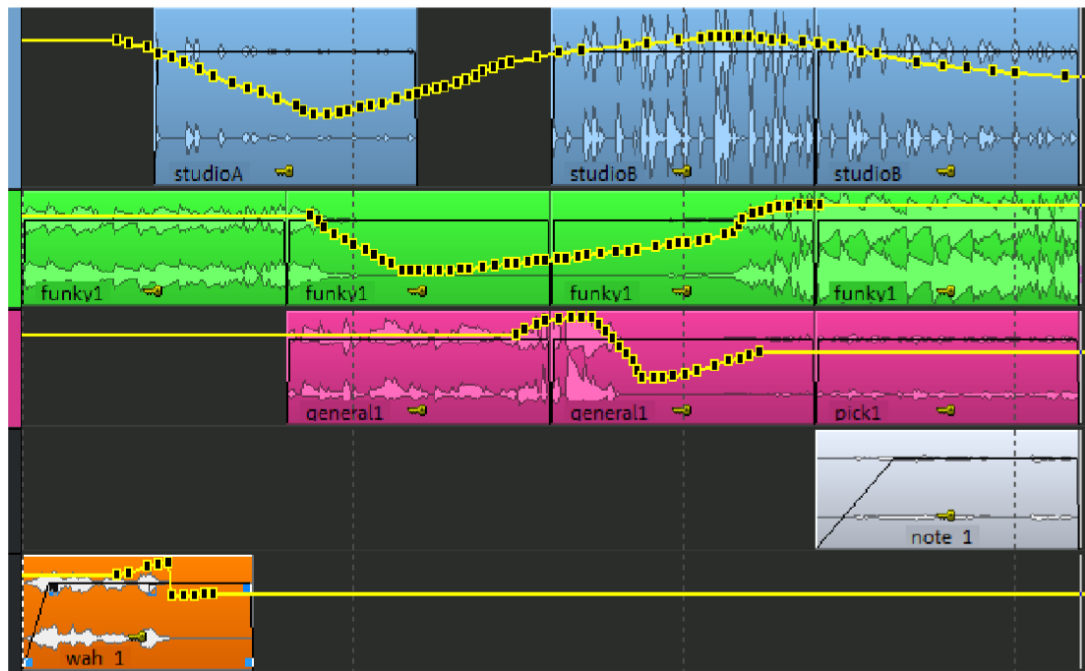 studioA studioB studioB
funky1 funky1 funky1 funky1
general1 general1 pick1
note 1
wah 1